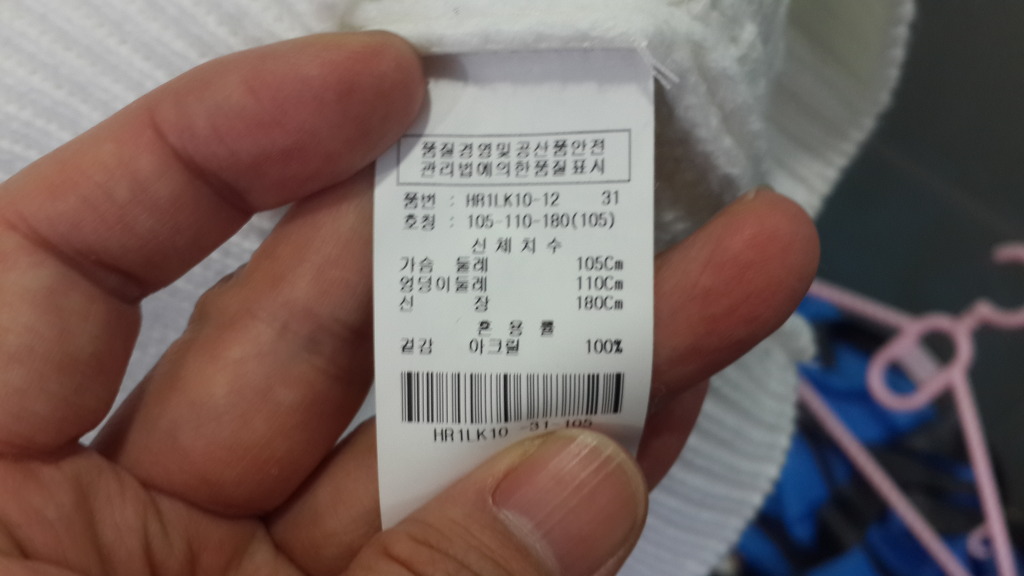 품질경영및공산품안전
관리법에의한품질표시
품번 : HR1LK10-12 31
호칭 : 105-110-180(105)
신 체 치 수
가슴 둘레 105Cm
엉덩이둘레 110Cm
신 장 180Cm
혼 용 률
겉감 아크릴 100%
HR1LK10 -31 105